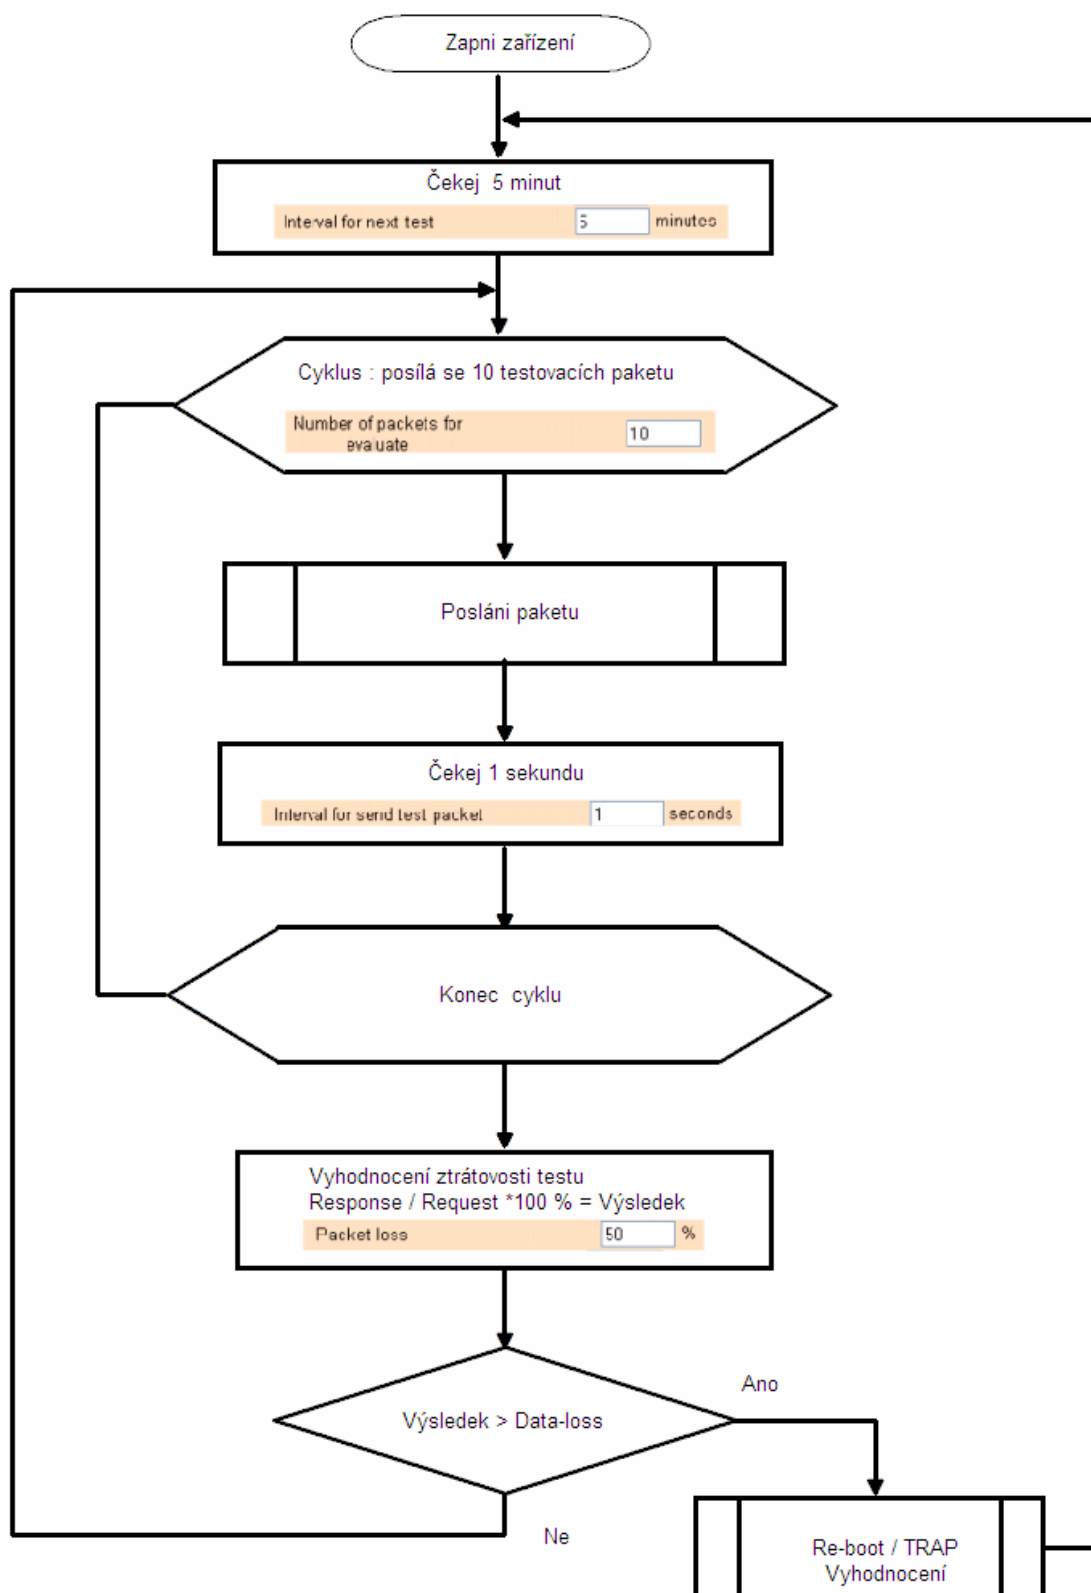 Zapni zařízení
Čekej 5 minut
Interval for next test 5 minutes
Cyklus : posílá se 10 testovacích paketu
Number of packets for
evaluate 10
Posláni paketu
Čekej 1 sekundu
Interval for send test packet 1 seconds
Konec cyklu
Vyhodnocení ztrátovosti testu
Response / Request *100 % = Výsledek
Packet loss 50 %
Výsledek > Data-loss
Ano
Ne
Re-boot / TRAP
Vyhodnocení